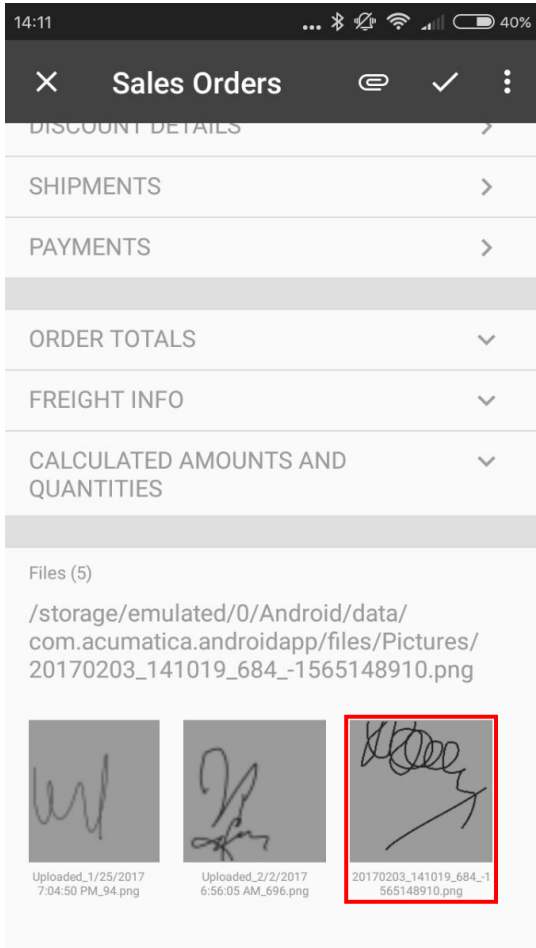 14:11
... 40%
Sales Orders
DISCOUNT DETAILS
SHIPMENTS
PAYMENTS
ORDER TOTALS
FREIGHT INFO
CALCULATED AMOUNTS AND
QUANTITIES
Files (5)
/storage/emulated/0/Android/data/
com.acumatica.androidapp/files/Pictures/
20170203_141019_684_-1565148910.png
Uploaded_1/25/2017
7:04:50 PM_94.png
Uploaded_2/2/2017
6:56:05 AM_696.png
20170203_141019_684_-1
565148910.png